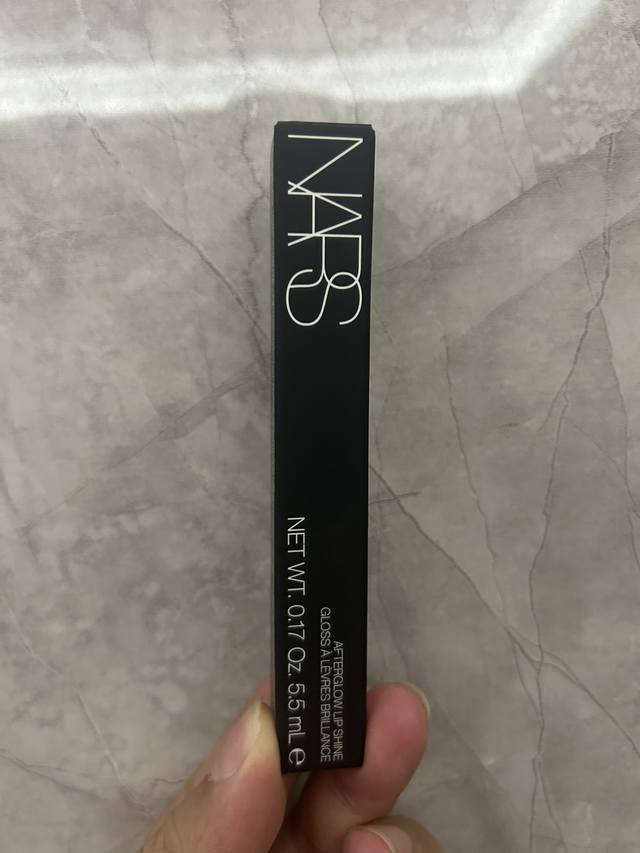 NARS
AFTERGLOW LIP SHINE
GLOSS À LÈVRES BRILLANCE
NET WT. 0.17 Oz. 5.5 mL ℮